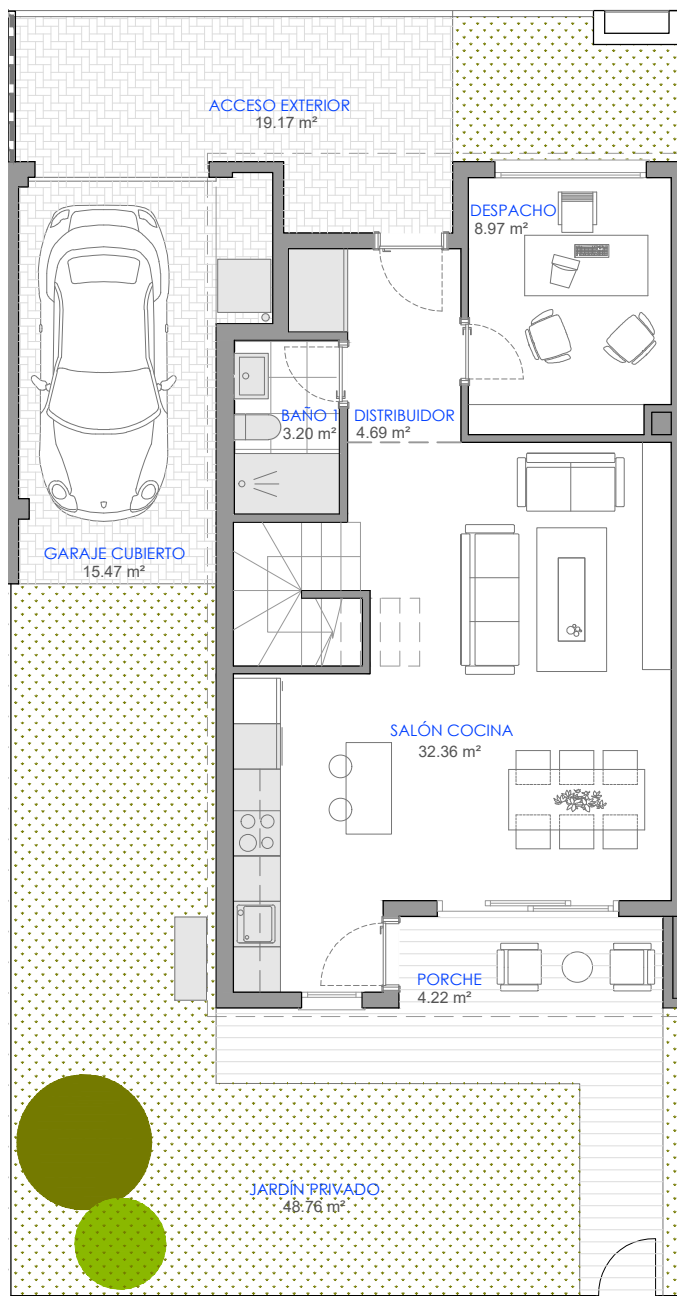 ACCESO EXTERIOR
19.17 m²
DESPACHO
8.97 m²
BAÑO 1
3.20 m²
DISTRIBUIDOR
4.69 m²
GARAJE CUBIERTO
15.47 m²
SALÓN COCINA
32.36 m²
PORCHE
4.22 m²
JARDÍN PRIVADO
48.76 m²